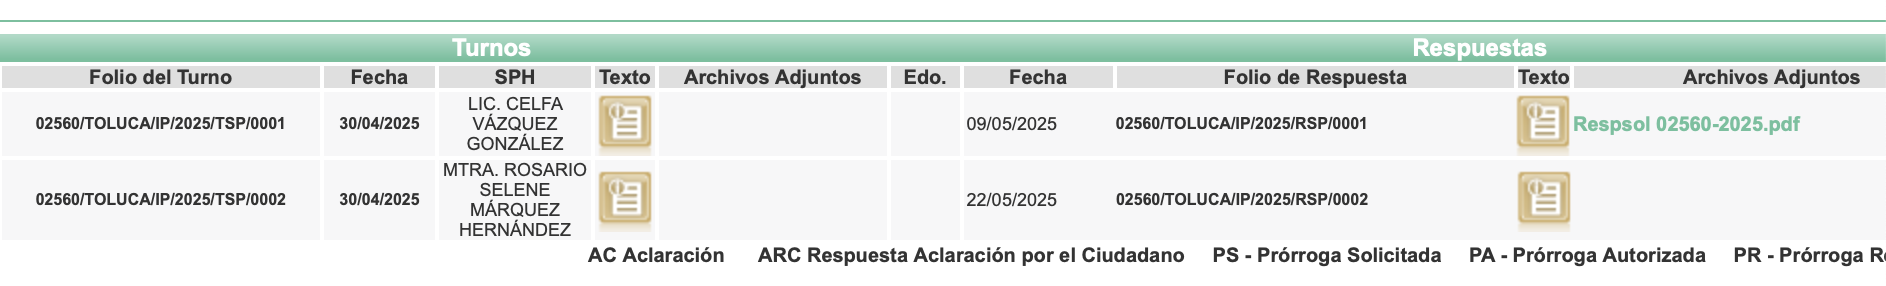 Turnos Respuestas
Folio del Turno Fecha SPH Texto Archivos Adjuntos Edo. Fecha Folio de Respuesta Texto Archivos Adjuntos
02560/TOLUCA/IP/2025/TSP/0001 30/04/2025 LIC. CELFA VÁZQUEZ GONZÁLEZ 09/05/2025 02560/TOLUCA/IP/2025/RSP/0001 Respsol 02560-2025.pdf
02560/TOLUCA/IP/2025/TSP/0002 30/04/2025 MTRA. ROSARIO SELENE MÁRQUEZ HERNÁNDEZ 22/05/2025 02560/TOLUCA/IP/2025/RSP/0002
AC Aclaración ARC Respuesta Aclaración por el Ciudadano PS - Prórroga Solicitada PA - Prórroga Autorizada PR - Prórroga